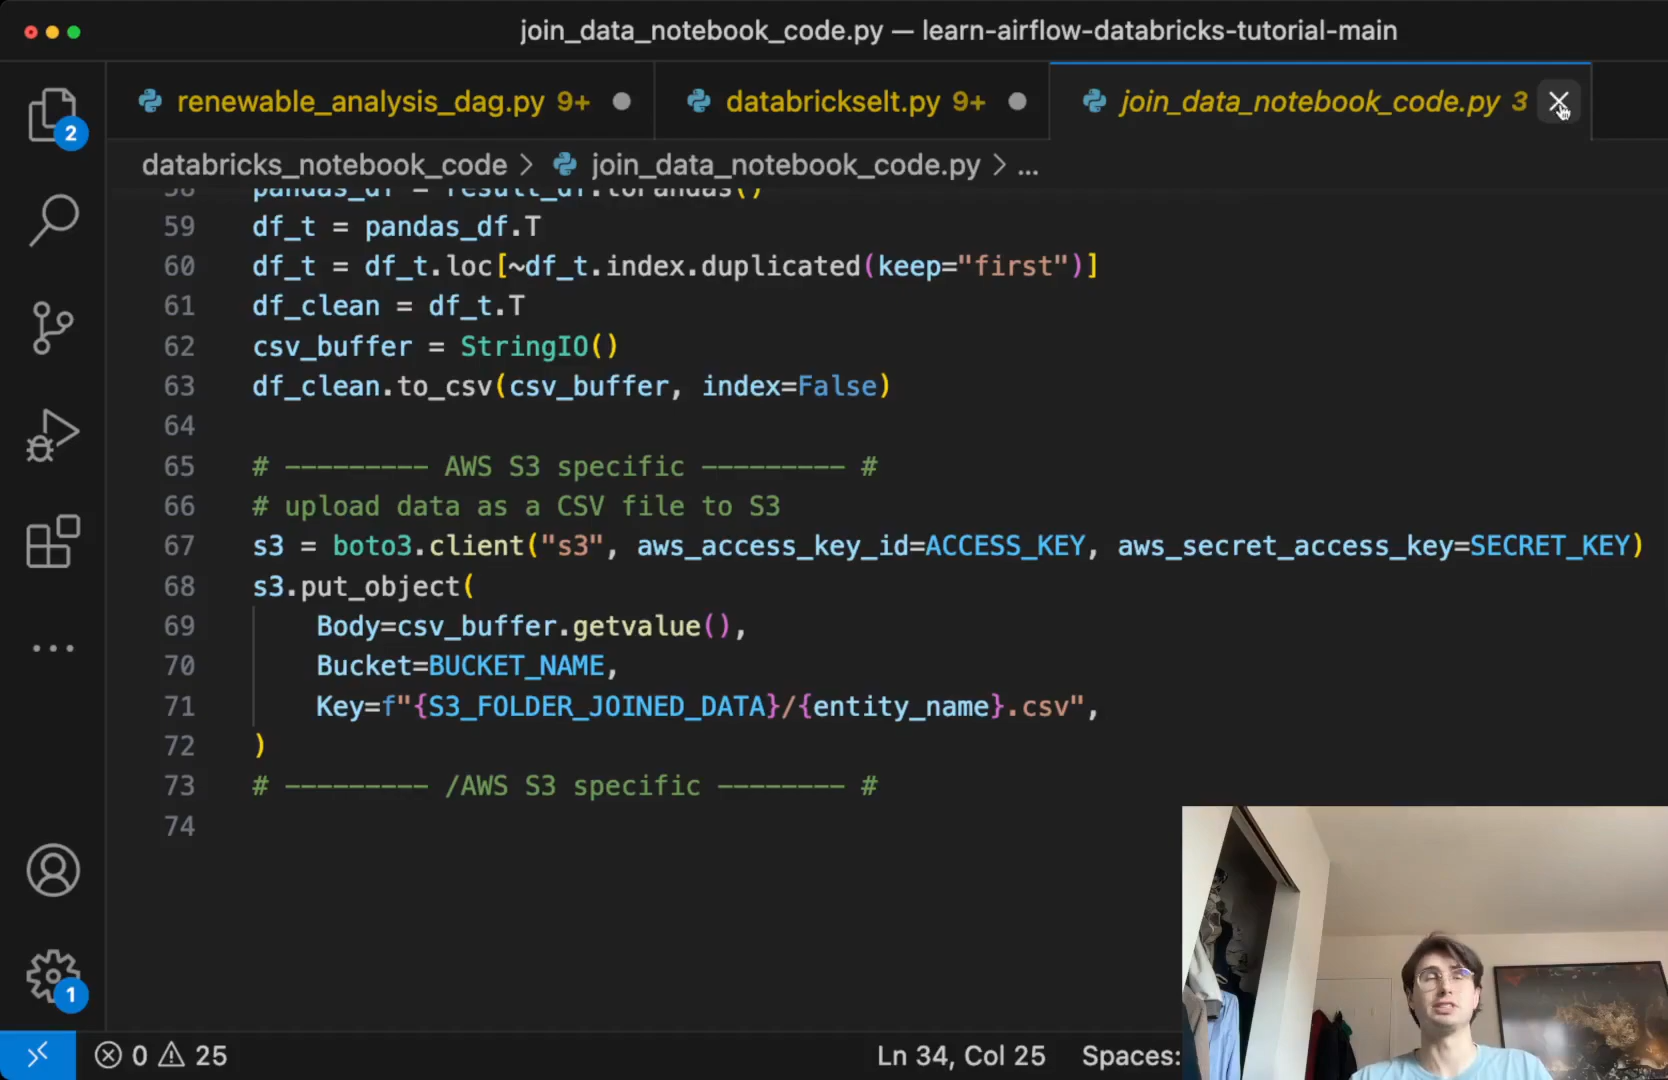 join_data_notebook_code.py — learn-airflow-databricks-tutorial-main
renewable_analysis_dag.py 9+
databrickselt.py 9+
join_data_notebook_code.py 3
databricks_notebook_code > join_data_notebook_code.py > ...
58 pandas_df = result_df.toPandas()
59 df_t = pandas_df.T
60 df_t = df_t.loc[~df_t.index.duplicated(keep="first")]
61 df_clean = df_t.T
62 csv_buffer = StringIO()
63 df_clean.to_csv(csv_buffer, index=False)
64
65 # --------- AWS S3 specific --------- #
66 # upload data as a CSV file to S3
67 s3 = boto3.client("s3", aws_access_key_id=ACCESS_KEY, aws_secret_access_key=SECRET_KEY)
68 s3.put_object(
69 Body=csv_buffer.getvalue(),
70 Bucket=BUCKET_NAME,
71 Key=f"{S3_FOLDER_JOINED_DATA}/{entity_name}.csv",
72 )
73 # --------- /AWS S3 specific -------- #
74
2
1
0 25
Ln 34, Col 25 Spaces: